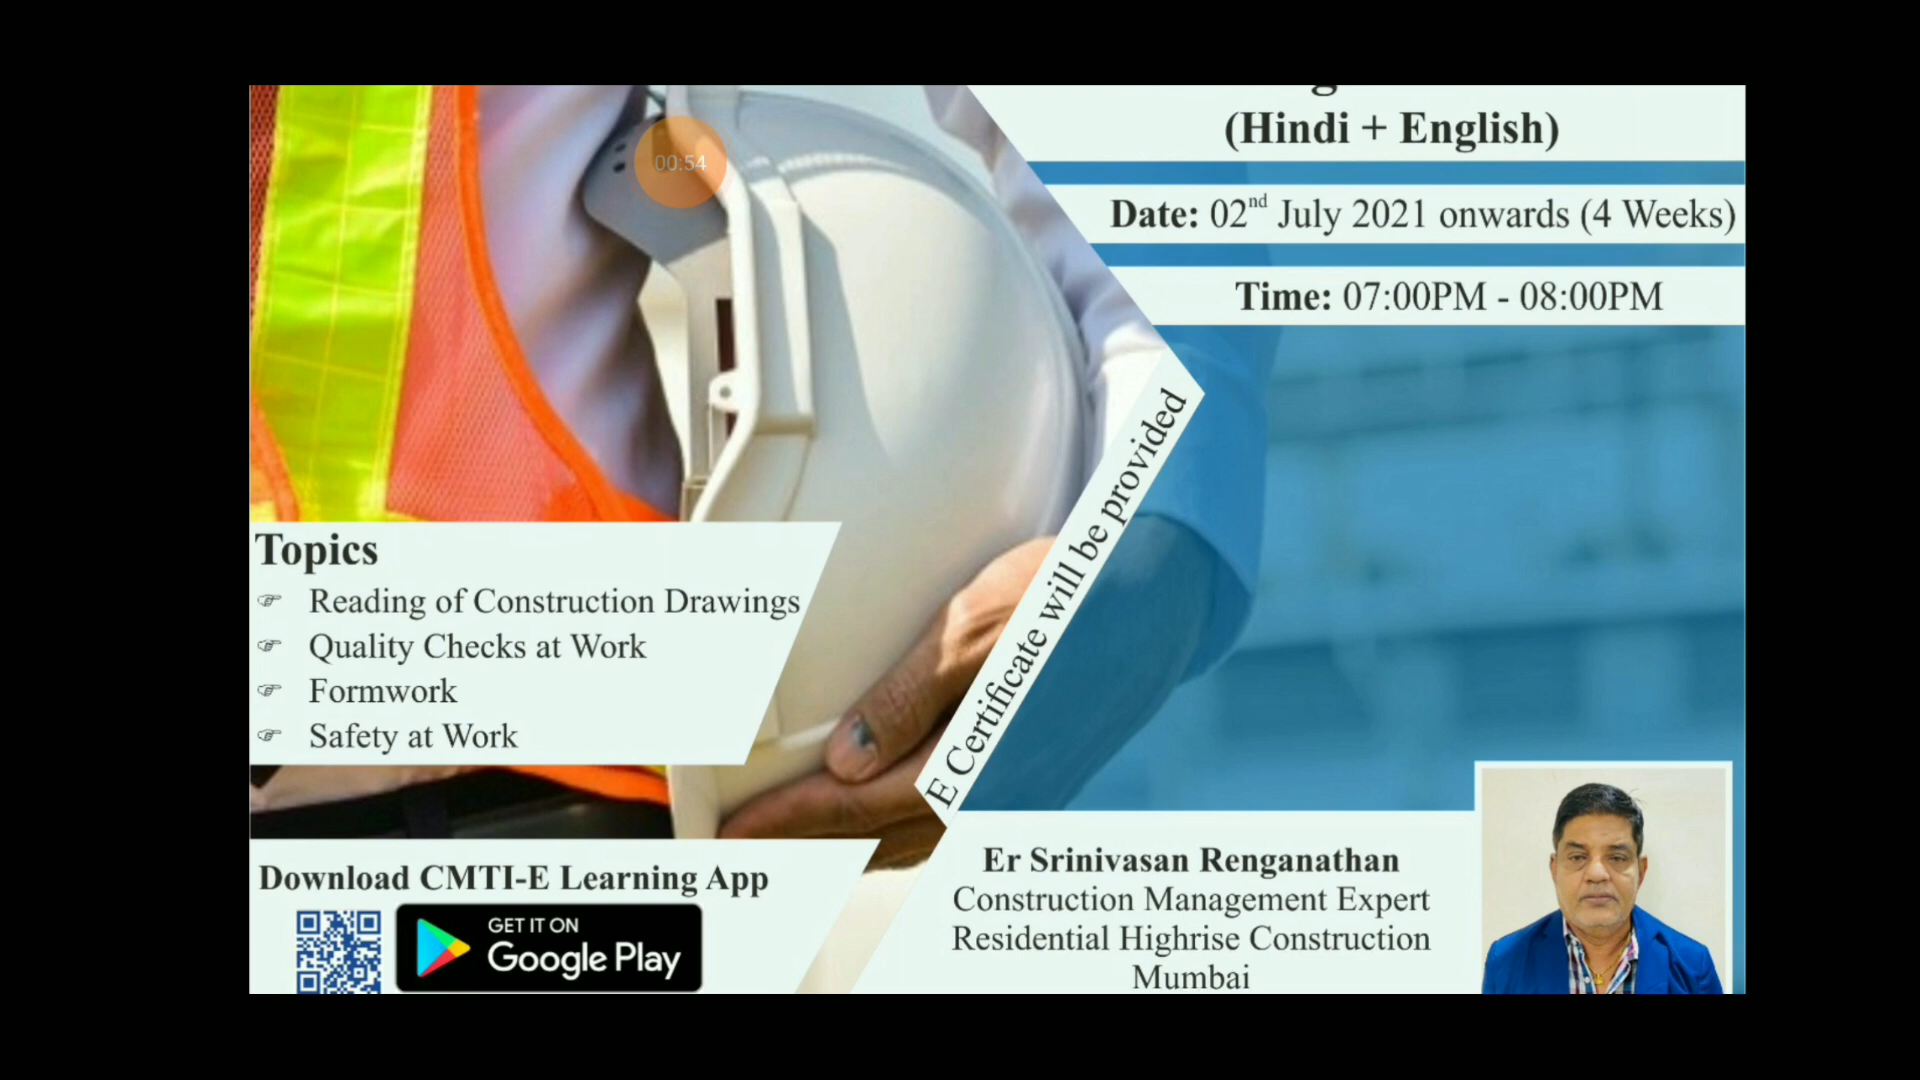 (Hindi + English)
Date: 02nd July 2021 onwards (4 Weeks)
Time: 07:00PM - 08:00PM
00:54
E Certificate will be provided
Topics
Reading of Construction Drawings
Quality Checks at Work
Formwork
Safety at Work
Download CMTI-E Learning App
GET IT ON
Google Play
Er Srinivasan Renganathan
Construction Management Expert
Residential Highrise Construction
Mumbai